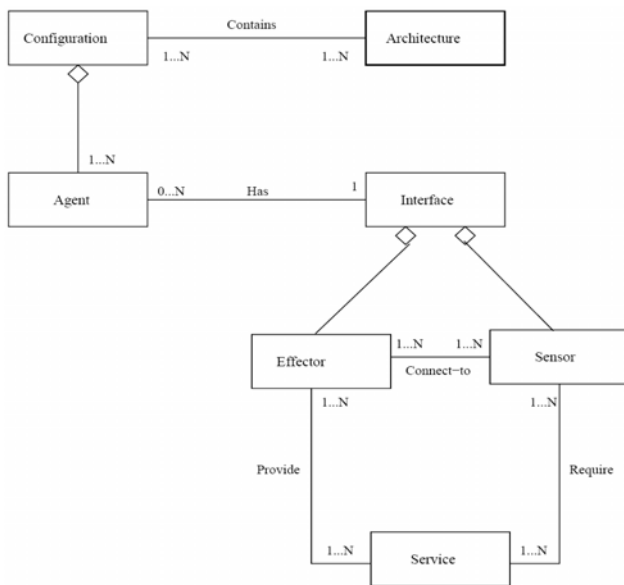 Contains
Configuration
Architecture
1...N
1...N
1...N
Agent
0...N
Has
1
Interface
Effector
1...N
1...N
Connect-to
Sensor
1...N
1...N
Provide
Require
1...N
1...N
Service